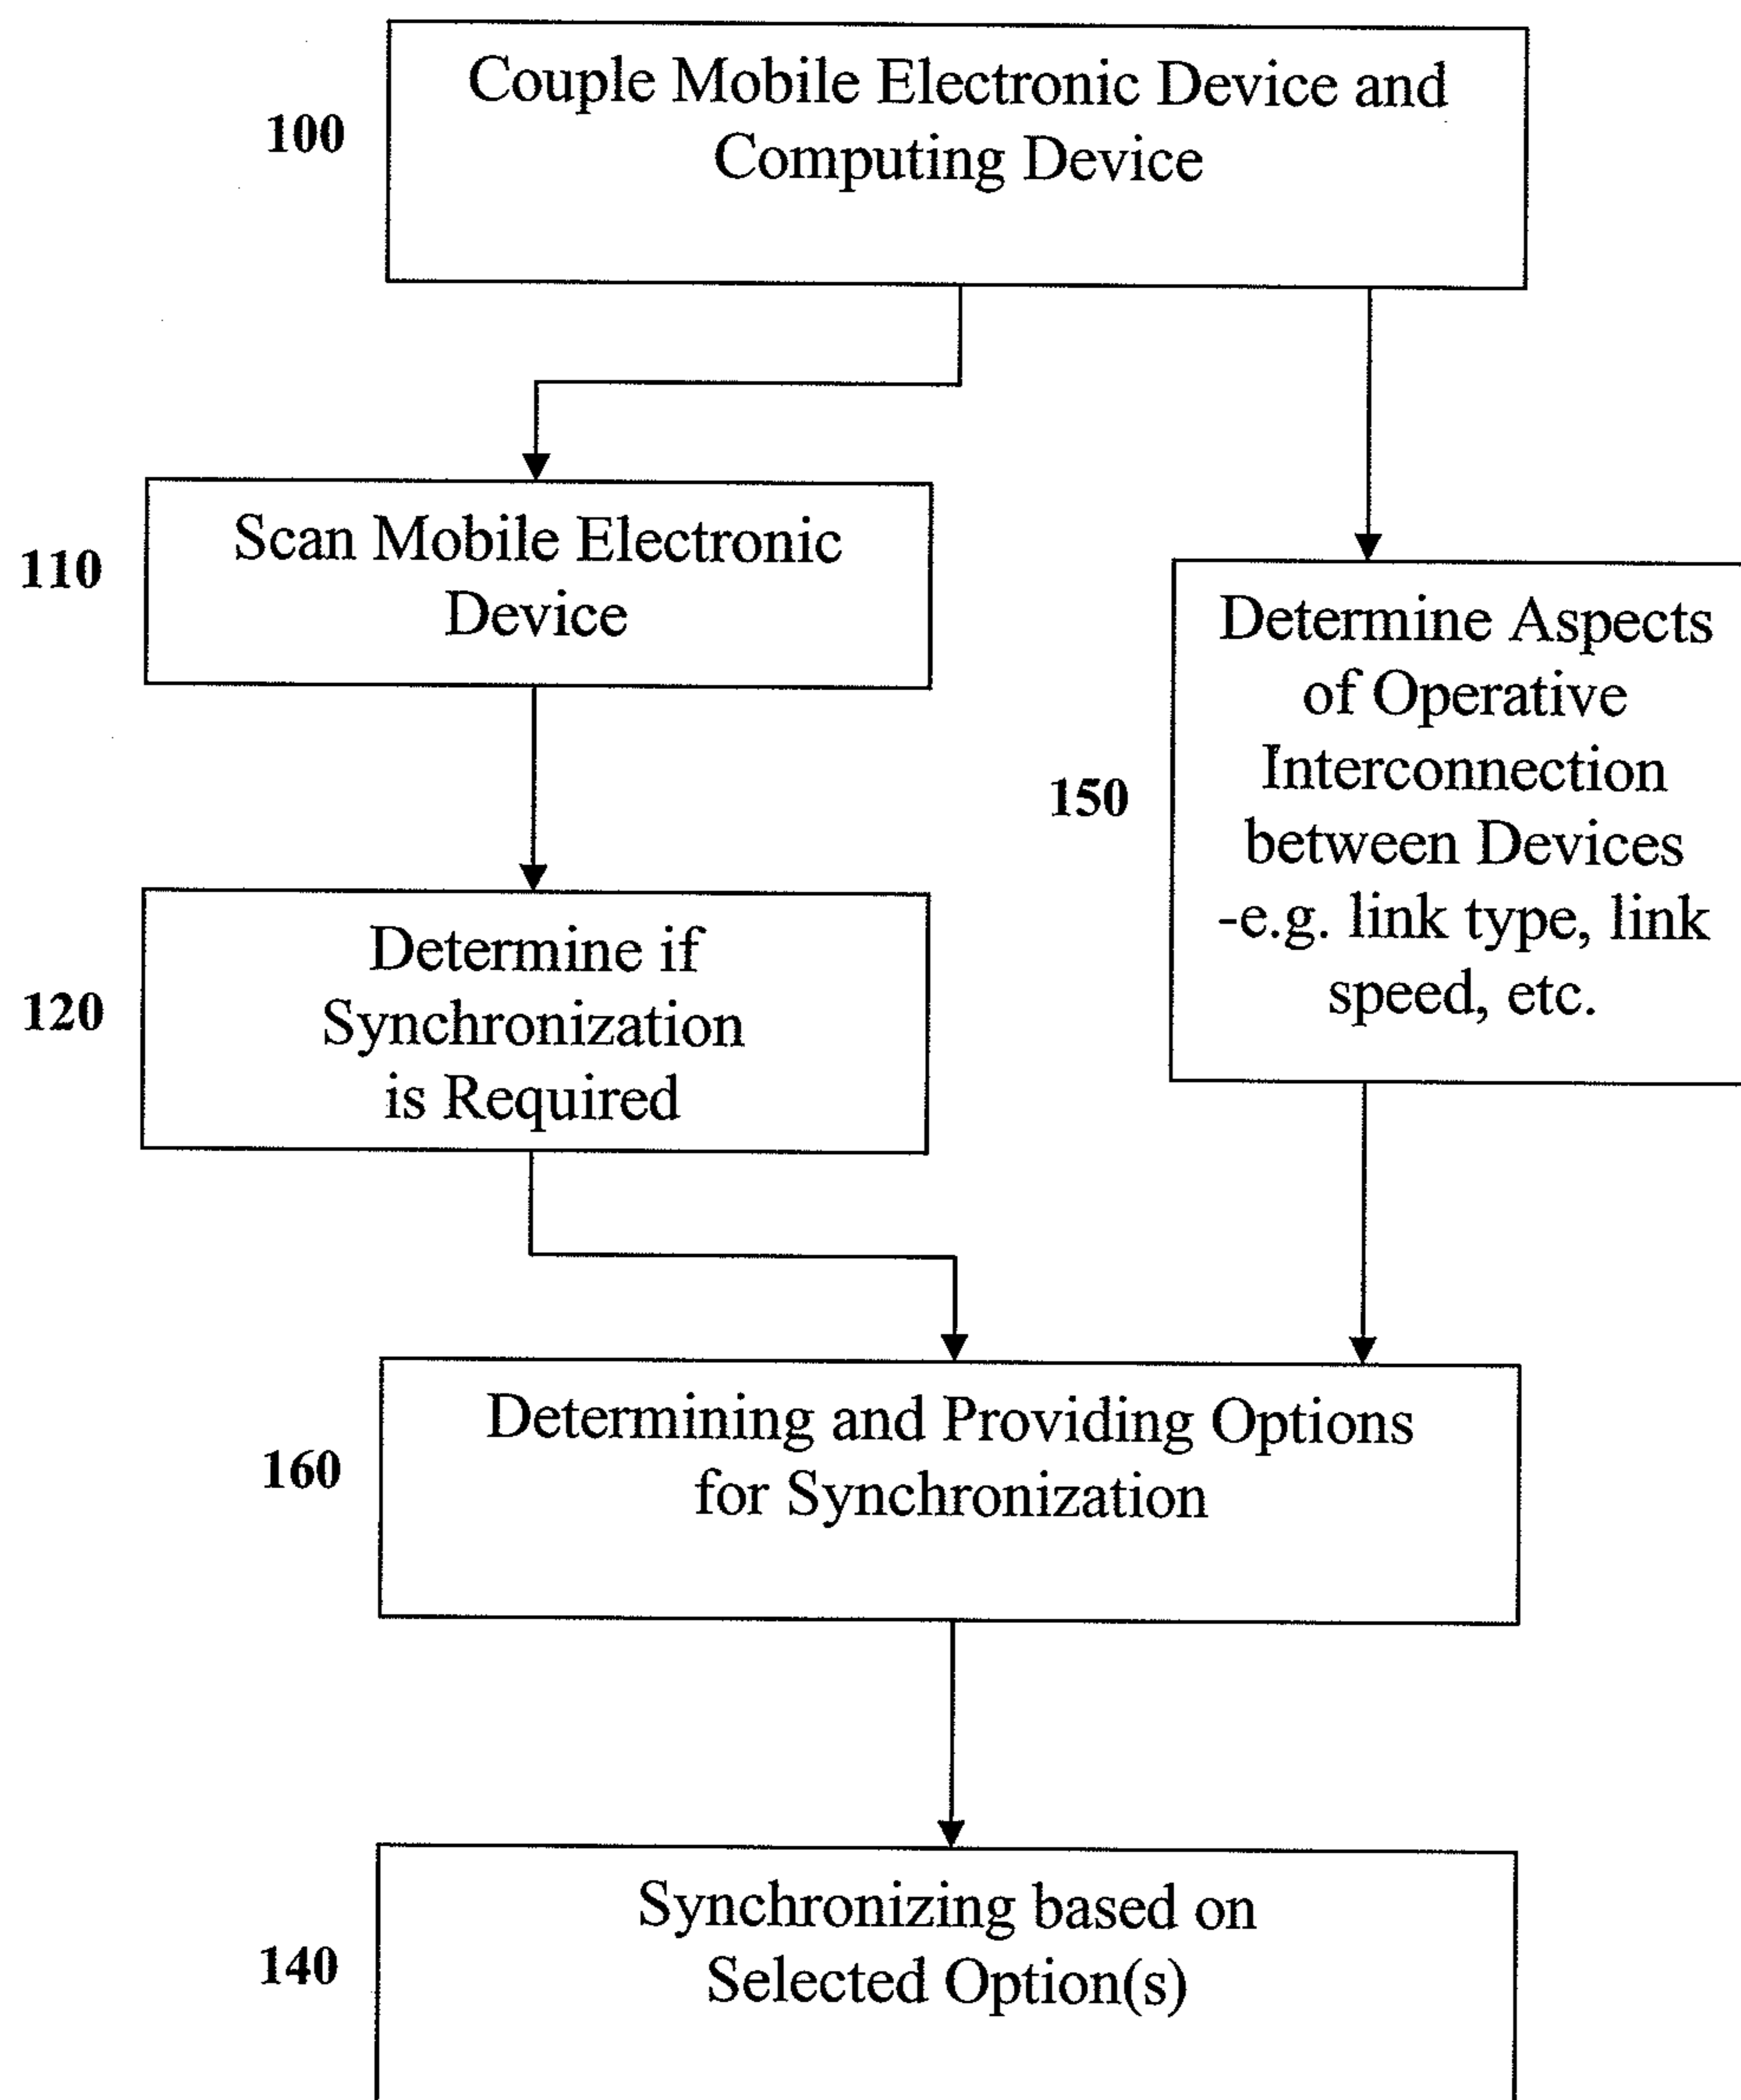 100
Couple Mobile Electronic Device and
Computing Device
110
Scan Mobile Electronic
Device
150
Determine Aspects
of Operative
Interconnection
between Devices
-e.g. link type, link
speed, etc.
120
Determine if
Synchronization
is Required
160
Determining and Providing Options
for Synchronization
140
Synchronizing based on
Selected Option(s)